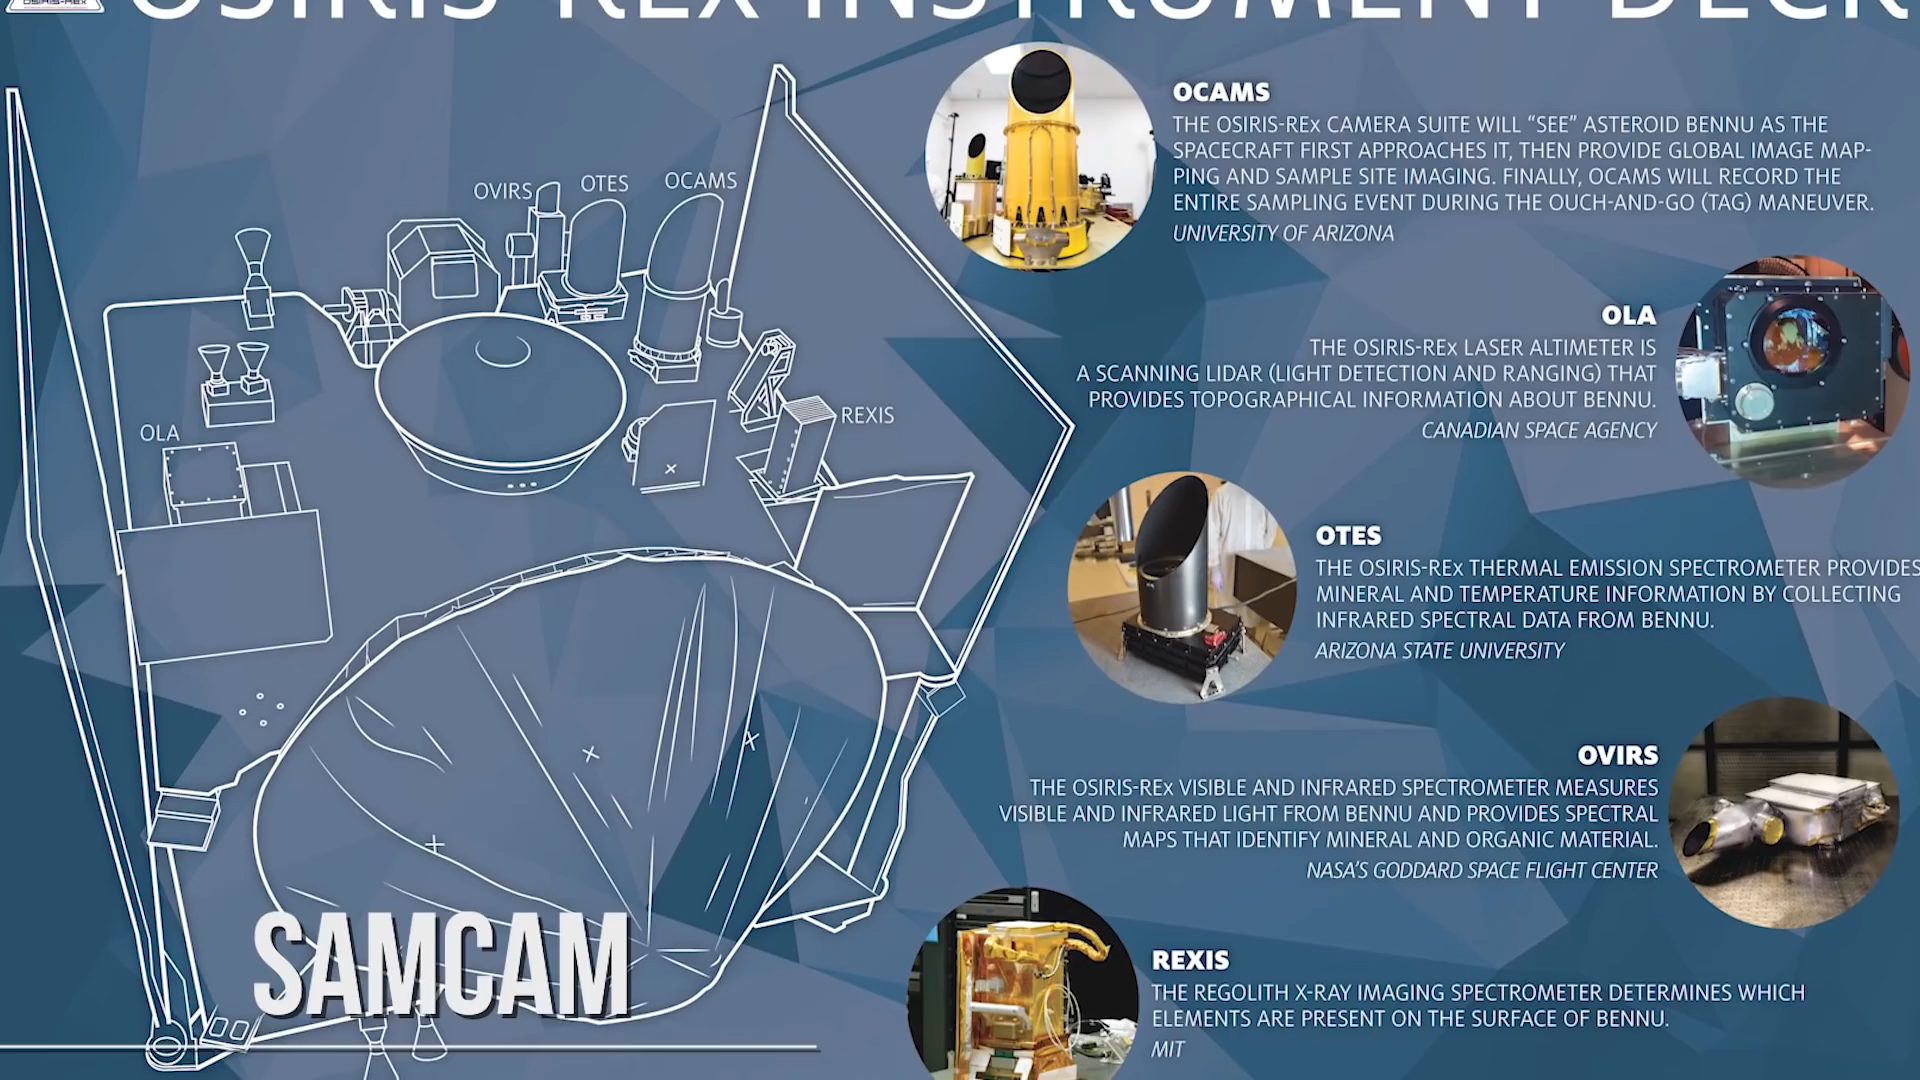 OSIRIS-REx
OSIRIS-REx INSTRUMENT DECK
OVIRS
OTES
OCAMS
OLA
REXIS
OCAMS
THE OSIRIS-REx CAMERA SUITE WILL “SEE” ASTEROID BENNU AS THE
SPACECRAFT FIRST APPROACHES IT, THEN PROVIDE GLOBAL IMAGE MAP-
PING AND SAMPLE SITE IMAGING. FINALLY, OCAMS WILL RECORD THE
ENTIRE SAMPLING EVENT DURING THE OUCH-AND-GO (TAG) MANEUVER.
UNIVERSITY OF ARIZONA
OLA
THE OSIRIS-REx LASER ALTIMETER IS
A SCANNING LIDAR (LIGHT DETECTION AND RANGING) THAT
PROVIDES TOPOGRAPHICAL INFORMATION ABOUT BENNU.
CANADIAN SPACE AGENCY
OTES
THE OSIRIS-REx THERMAL EMISSION SPECTROMETER PROVIDES
MINERAL AND TEMPERATURE INFORMATION BY COLLECTING
INFRARED SPECTRAL DATA FROM BENNU.
ARIZONA STATE UNIVERSITY
OVIRS
THE OSIRIS-REx VISIBLE AND INFRARED SPECTROMETER MEASURES
VISIBLE AND INFRARED LIGHT FROM BENNU AND PROVIDES SPECTRAL
MAPS THAT IDENTIFY MINERAL AND ORGANIC MATERIAL.
NASA’S GODDARD SPACE FLIGHT CENTER
REXIS
THE REGOLITH X-RAY IMAGING SPECTROMETER DETERMINES WHICH
ELEMENTS ARE PRESENT ON THE SURFACE OF BENNU.
MIT
SAMCAM